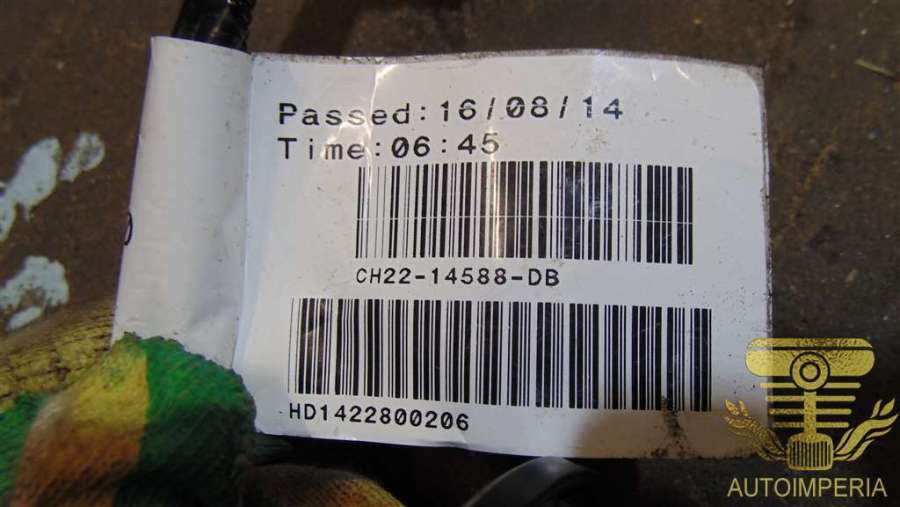 Passed:16/08/14
Time:06:45
CH22-14588-DB
HD1422800206
AUTOIMPERIA